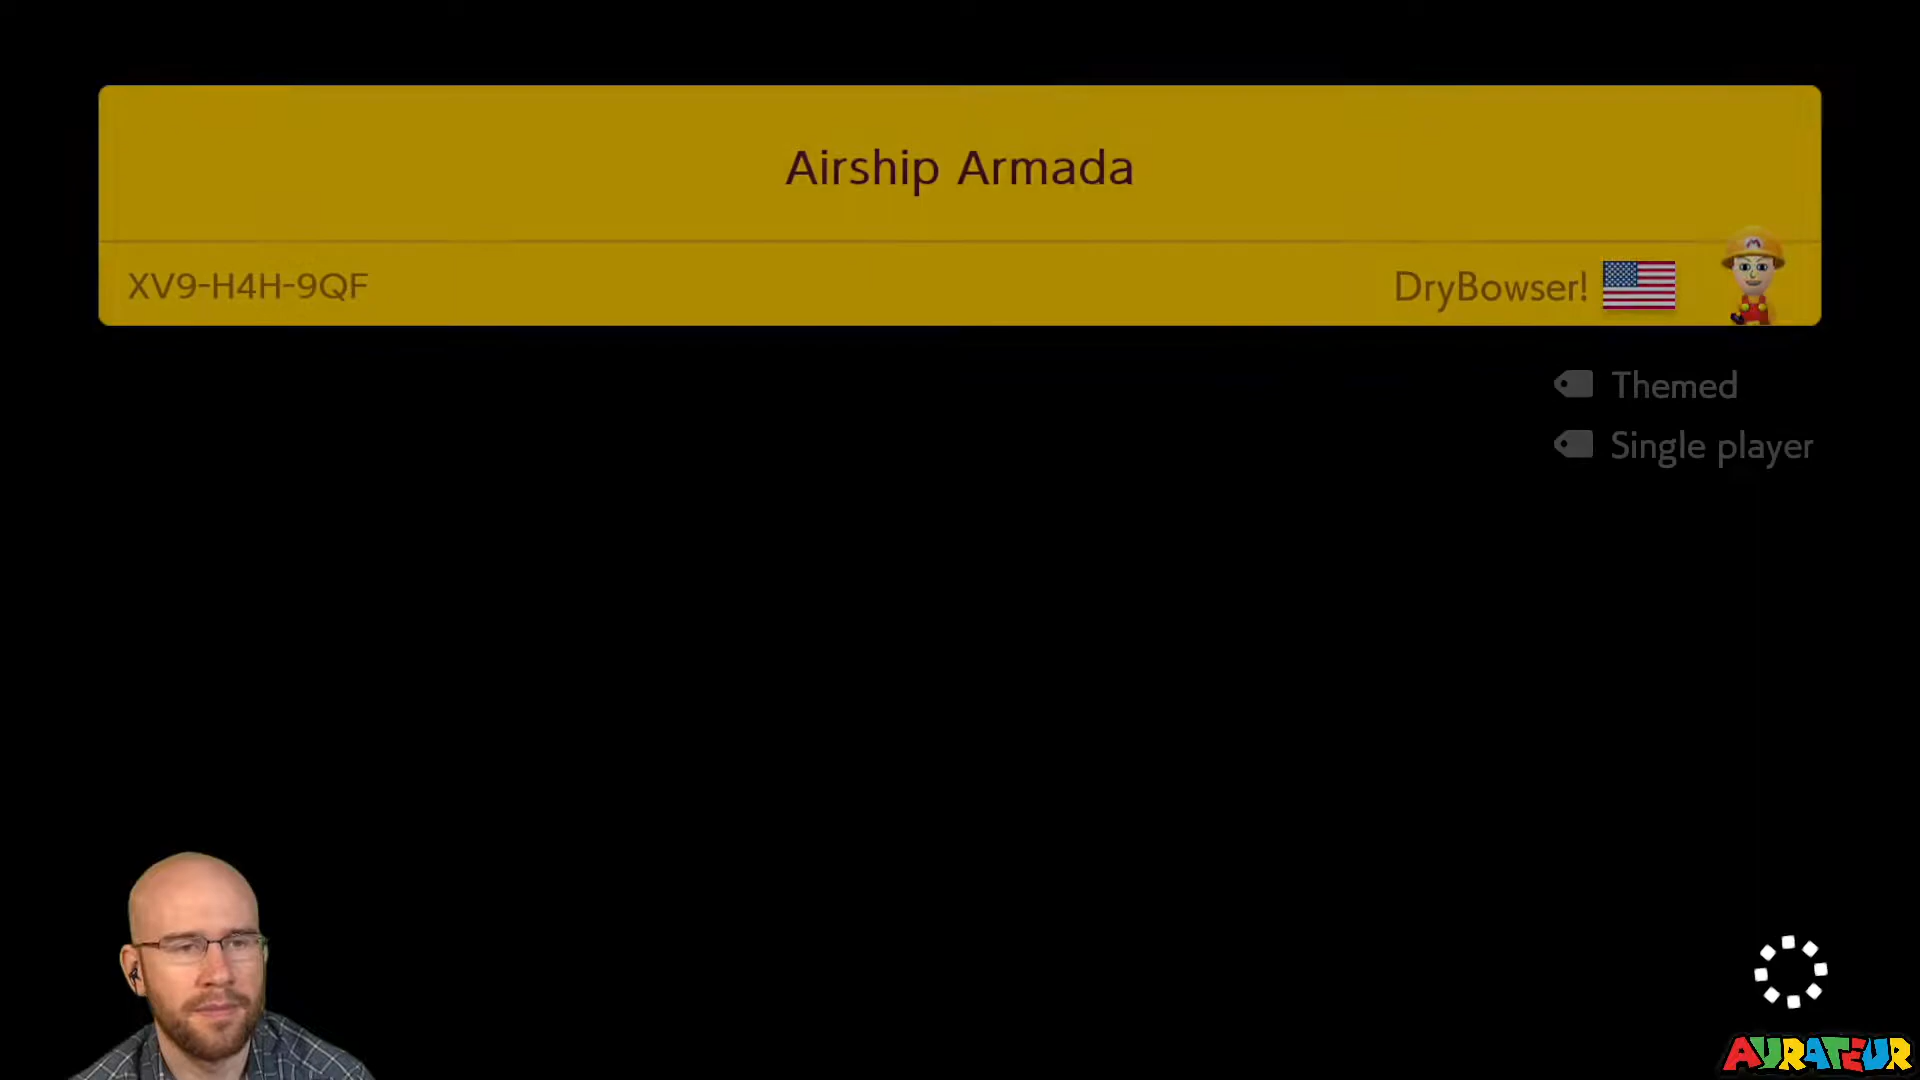 Airship Armada
XV9-H4H-9QF
DryBowser!
Themed
Single player
AURATEUR